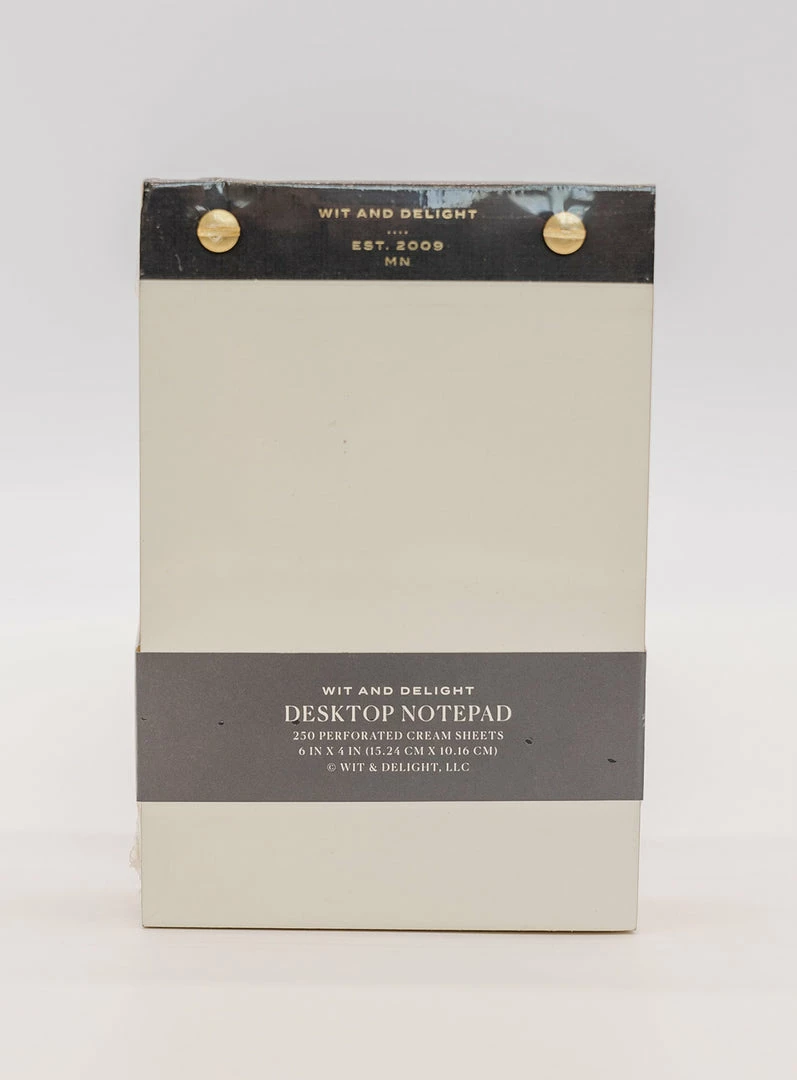 WIT AND DELIGHT
....
EST. 2009
MN
WIT AND DELIGHT
DESKTOP NOTEPAD
250 PERFORATED CREAM SHEETS
6 IN X 4 IN (15.24 CM X 10.16 CM)
© WIT & DELIGHT, LLC